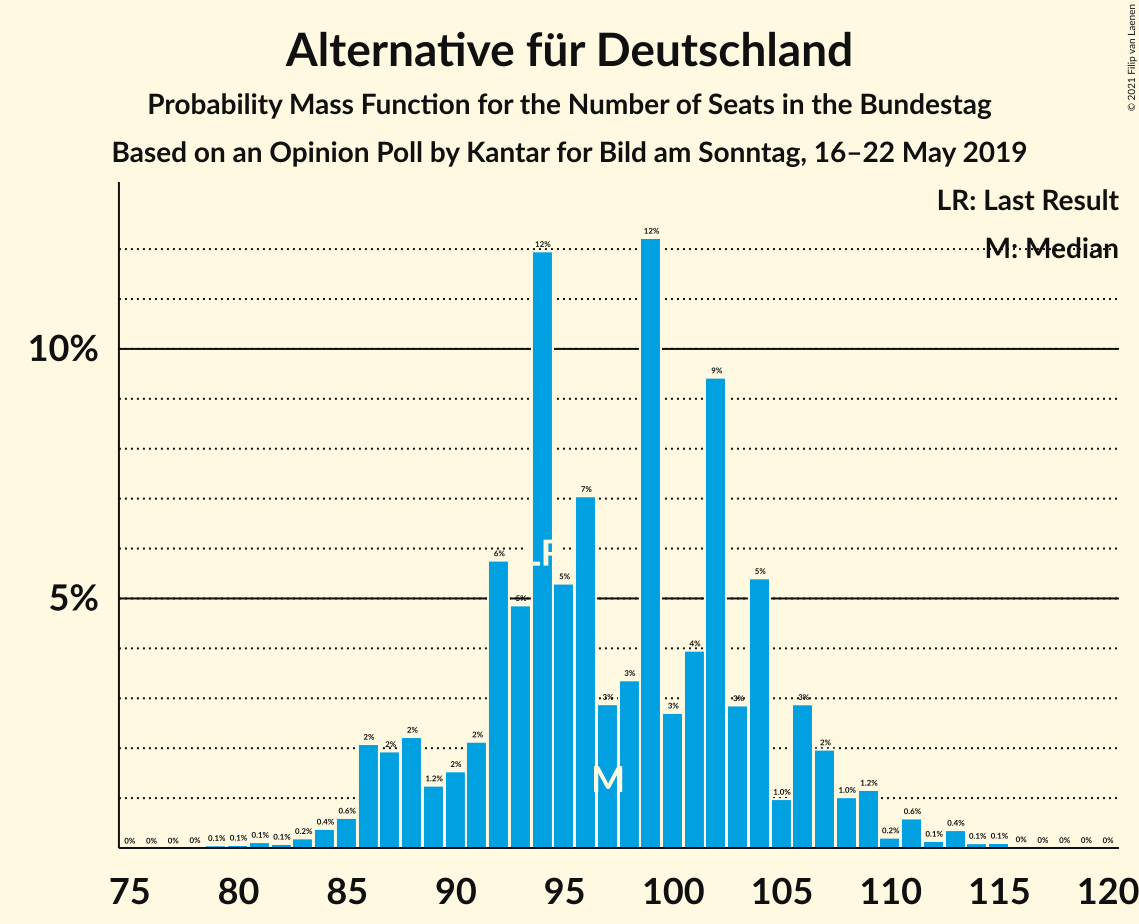 Alternative für Deutschland
Probability Mass Function for the Number of Seats in the Bundestag
Based on an Opinion Poll by Kantar for Bild am Sonntag, 16–22 May 2019
© 2021 Filip van Laenen
LR: Last Result
M: Median
10%
5%
0% 0% 0% 0% 0.1% 0.1% 0.1% 0.1% 0.2% 0.4% 0.6% 2% 2% 2% 1.2% 2% 2% 6% 5% 12% 5% 7% 3% 3% 12% 3% 4% 9% 3% 5% 1.0% 3% 2% 1.0% 1.2% 0.2% 0.6% 0.1% 0.4% 0.1% 0.1% 0% 0% 0% 0% 0%
LR
M
75 80 85 90 95 100 105 110 115 120